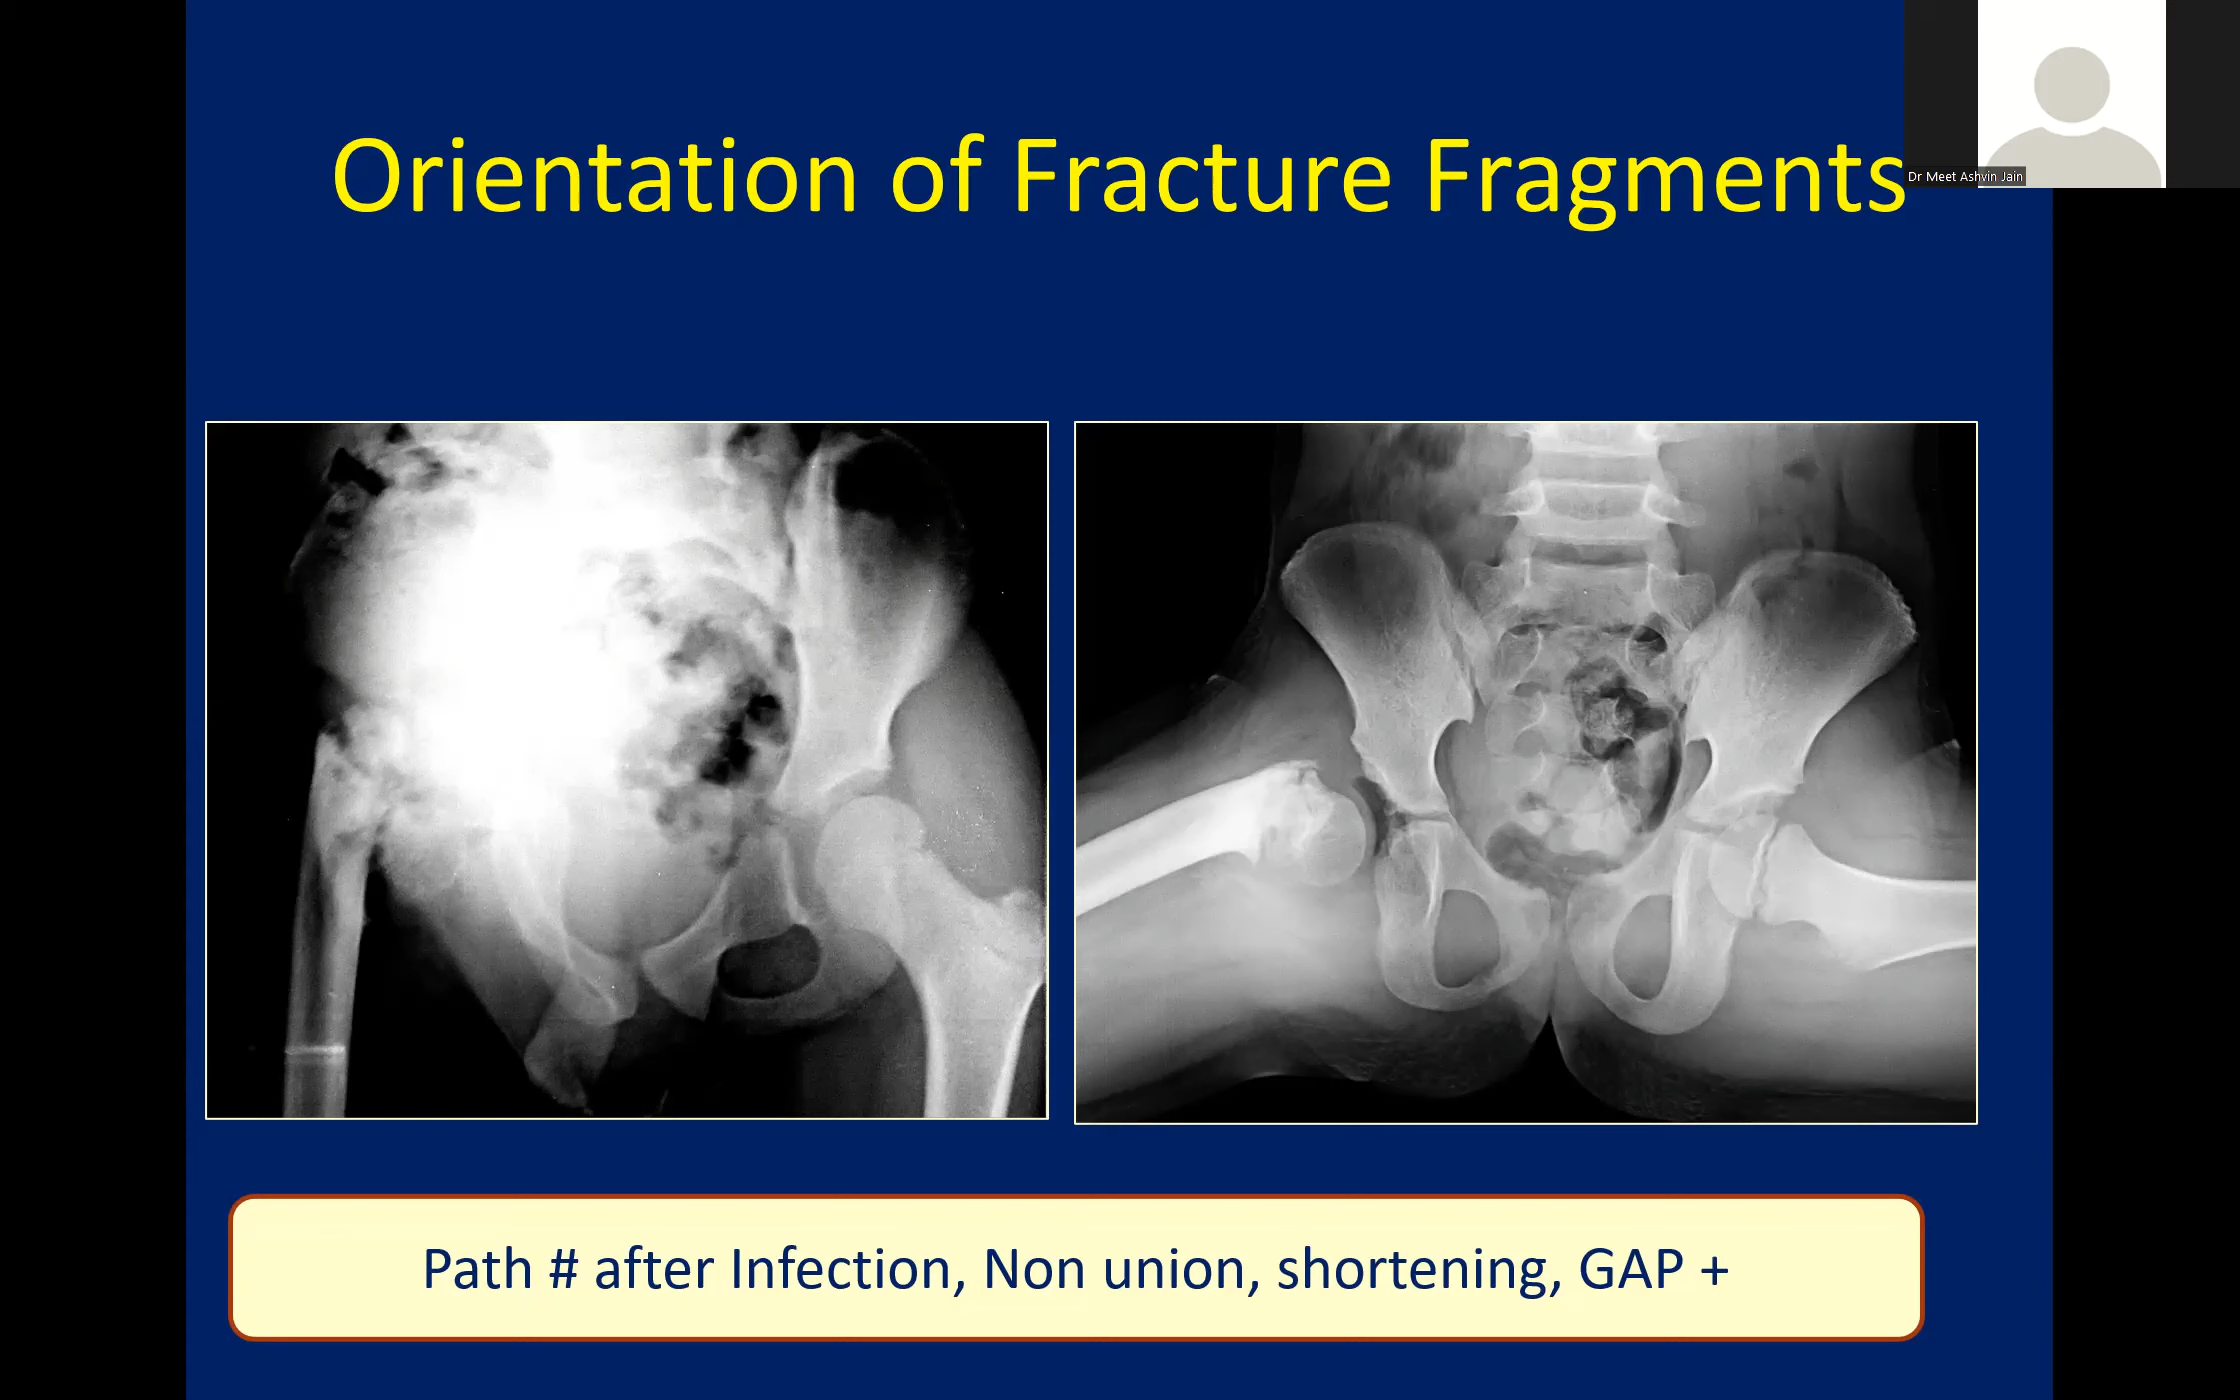 Orientation of Fracture Fragments
Dr Meet Ashvin Jain
Path # after Infection, Non union, shortening, GAP +